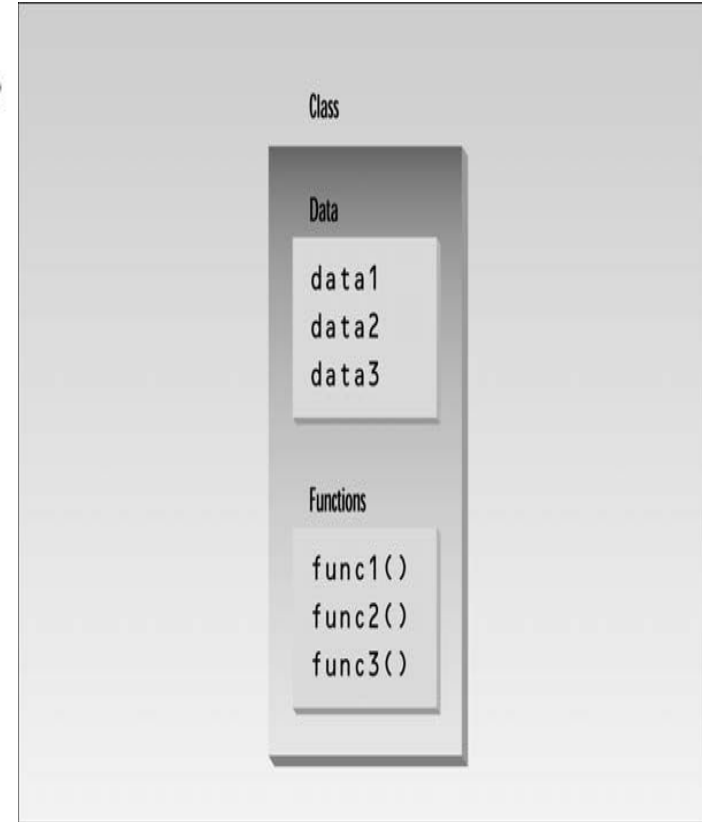 Class
Data
data1
data2
data3
Functions
func1()
func2()
func3()